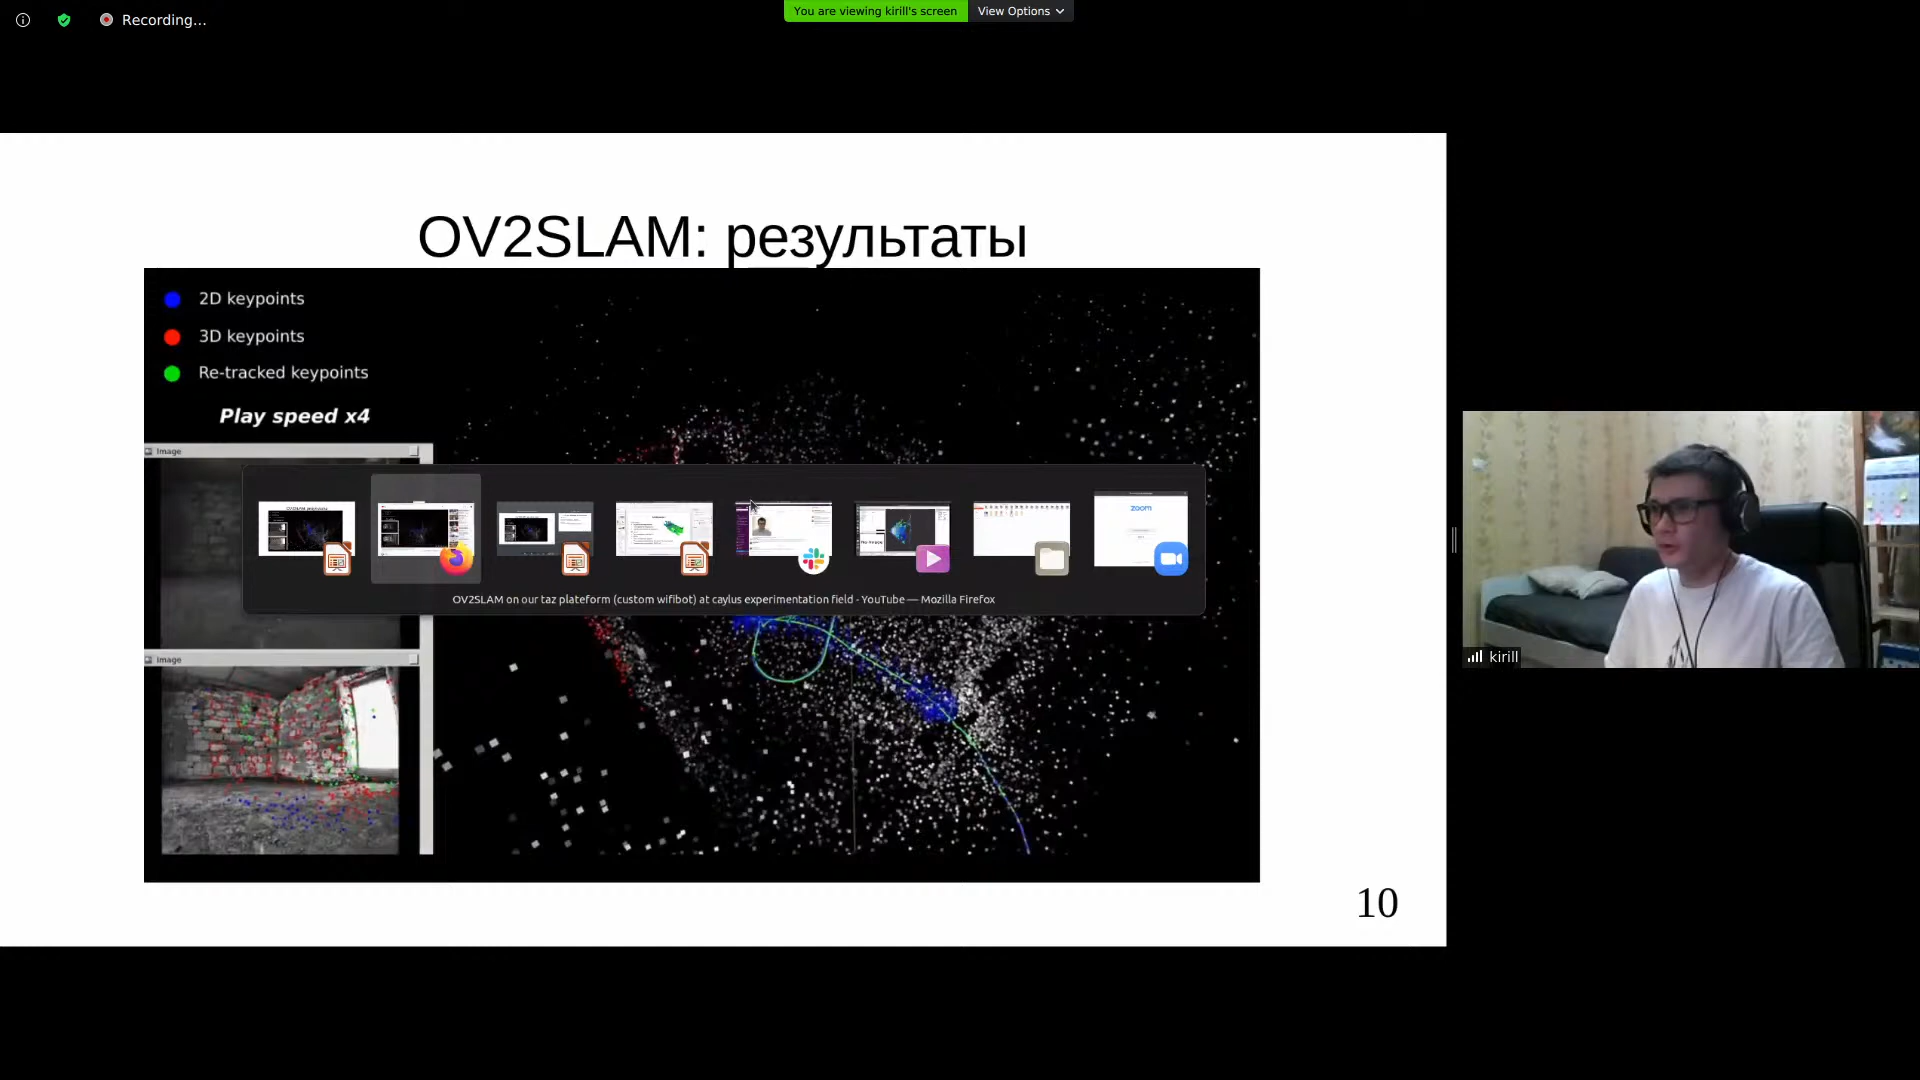 Recording...
You are viewing kirill's screen
View Options
OV2SLAM: результаты
2D keypoints
3D keypoints
Re-tracked keypoints
Play speed x4
Image
zoom
OV2SLAM on our taz plateform (custom wifibot) at caylus experimentation field - YouTube — Mozilla Firefox
Image
kirill
10